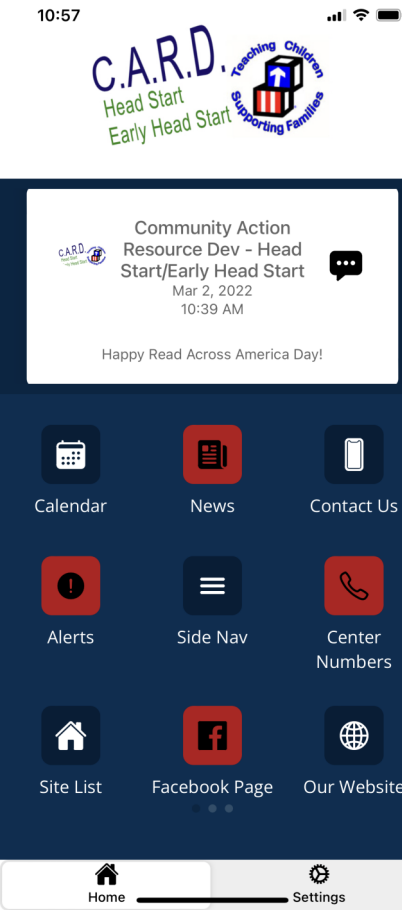 10:57
C.A.R.D.
Head Start
Early Head Start
Teaching Children
Supporting Families
Community Action
Resource Dev - Head
Start/Early Head Start
Mar 2, 2022
10:39 AM
C.A.R.D.
Happy Read Across America Day!
Calendar
News
Contact Us
Alerts
Side Nav
Center
Numbers
Site List
Facebook Page
Our Website
Home
Settings